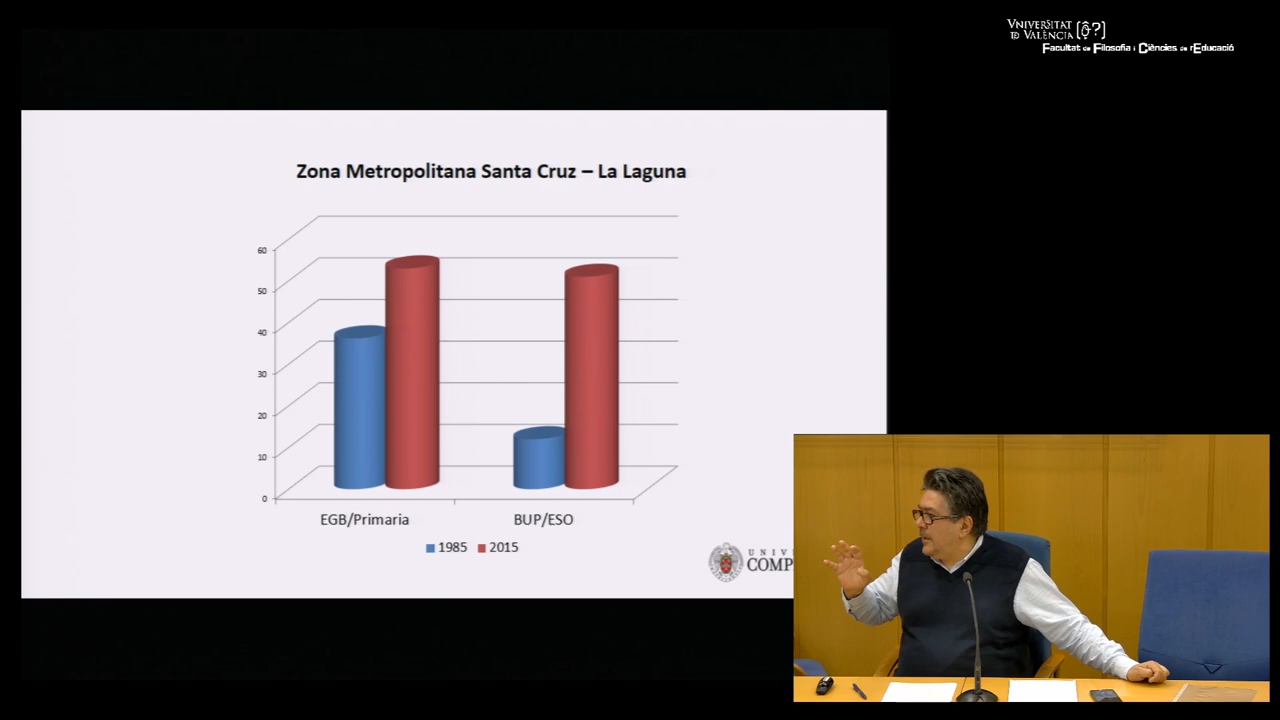 VNIVERSITAT
D VALÈNCIA
Facultat de Filosofia i Ciències de l'Educació
Zona Metropolitana Santa Cruz – La Laguna
60
50
40
30
20
10
0
EGB/Primaria
BUP/ESO
1985
2015
UNIV
COMP